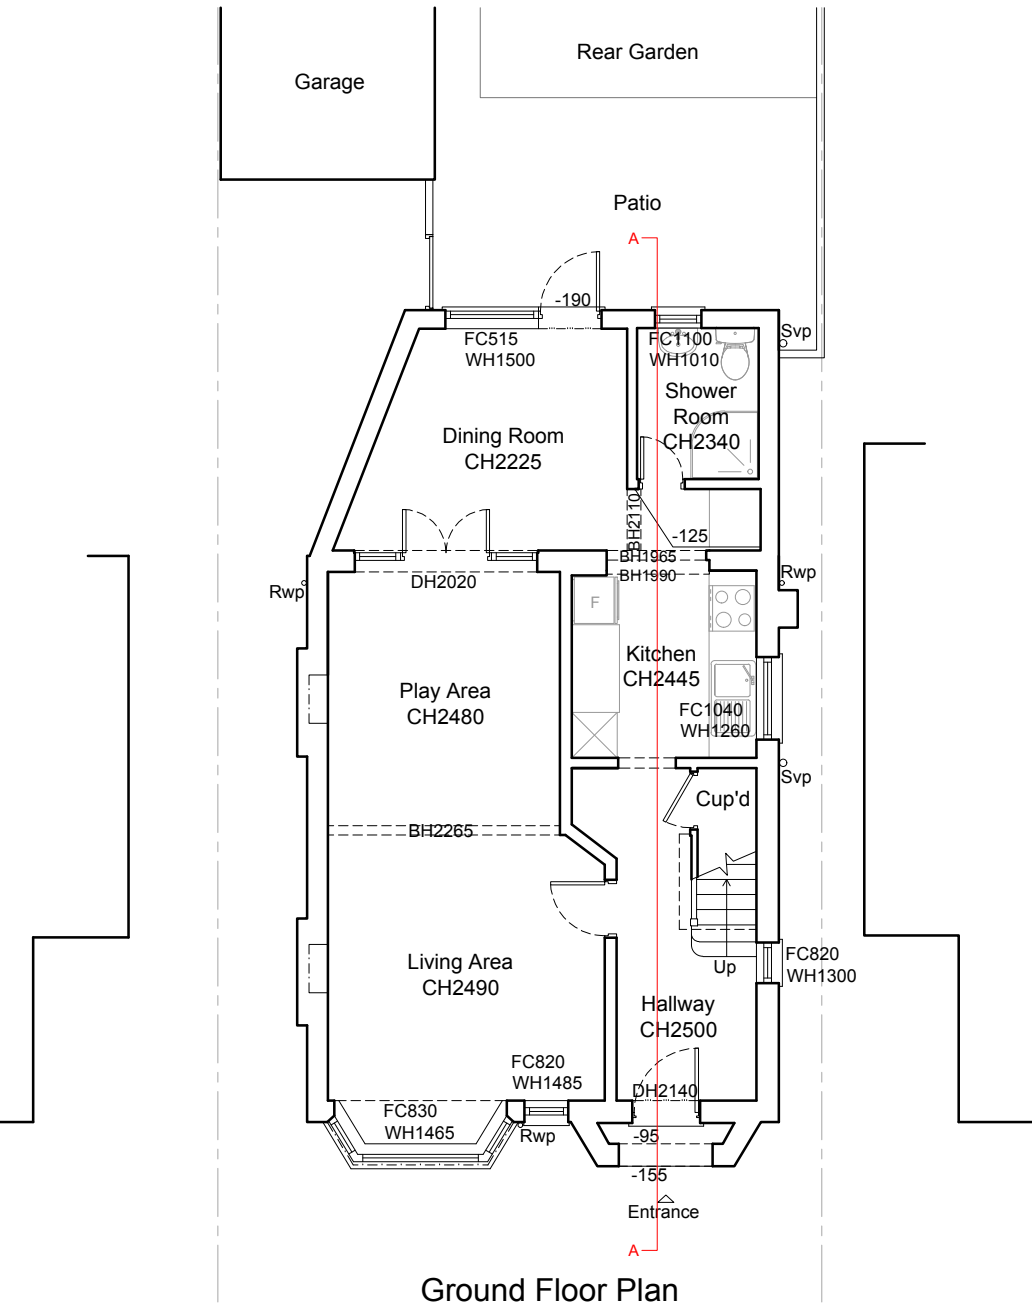 Rear Garden
Garage
Patio
A
-190
Svp
FC515
WH1500
FC1100
WH1010
Shower
Room
CH2340
Dining Room
CH2225
BH2110
-125
BH1965
BH1990
DH2020
Rwp
Rwp
F
Kitchen
CH2445
Play Area
CH2480
FC1040
WH1260
Svp
Cup'd
BH2265
Living Area
CH2490
Up
FC820
WH1300
Hallway
CH2500
FC820
WH1485
DH2140
FC830
WH1465
Rwp
-95
-155
Entrance
A
Ground Floor Plan